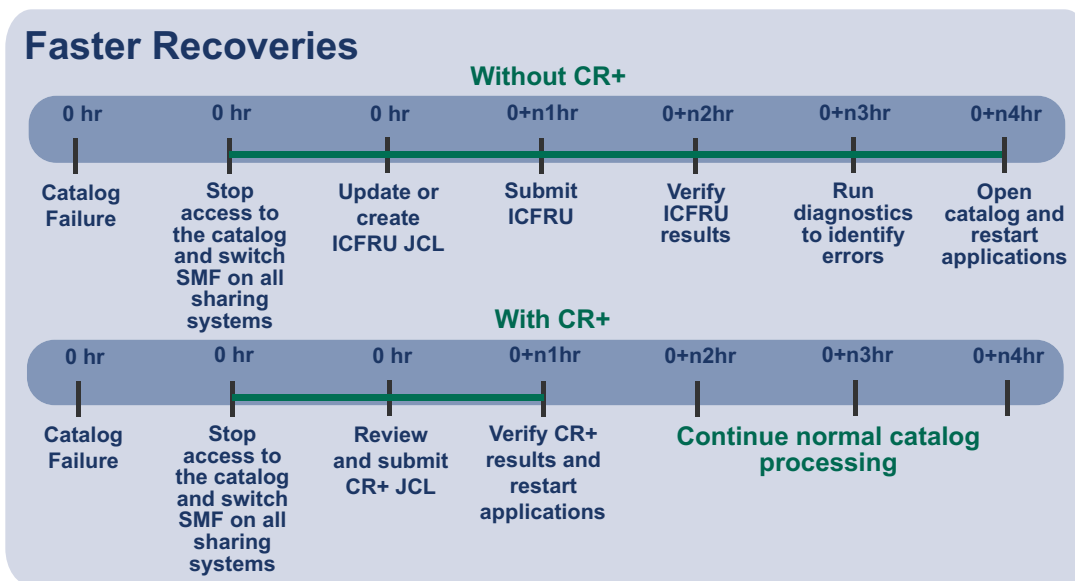 Faster Recoveries
Without CR+
0 hr
0 hr
0 hr
0+n1hr
0+n2hr
0+n3hr
0+n4hr
Catalog
Failure
Stop
access to
the catalog
and switch
SMF on all
sharing
systems
Update or
create
ICFRU JCL
Submit
ICFRU
Verify
ICFRU
results
Run
diagnostics
to identify
errors
Open
catalog and
restart
applications
With CR+
0 hr
0 hr
0 hr
0+n1hr
0+n2hr
0+n3hr
0+n4hr
Catalog
Failure
Stop
access to
the catalog
and switch
SMF on all
sharing
systems
Review
and submit
CR+ JCL
Verify CR+
results and
restart
applications
Continue normal catalog
processing